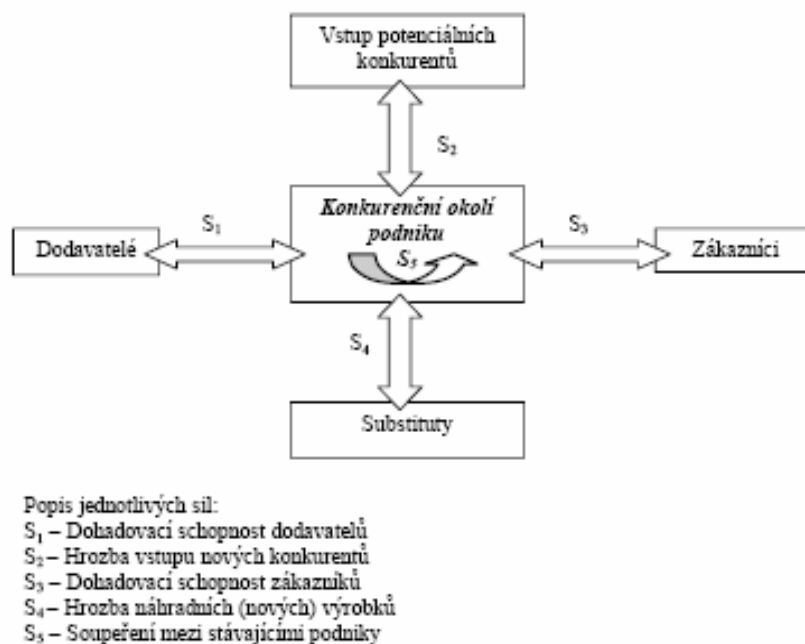 Vstup potenciálních
konkurentů
S₂
Konkurenční okolí
podniku
S₁
S₃
Dodavatelé
S₅
Zákazníci
S₄
Substituty
Popis jednotlivých sil:
S₁ – Dohadovací schopnost dodavatelů
S₂ – Hrozba vstupu nových konkurentů
S₃ – Dohadovací schopnost zákazníků
S₄ – Hrozba náhradních (nových) výrobků
S₅ – Soupeření mezi stávajícími podniky